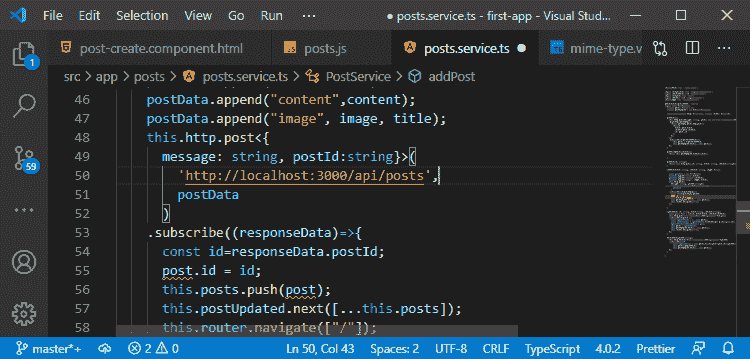 File Edit Selection View ... posts.service.ts - first-app - Visual Stud...
post-create.component.html posts.js posts.service.ts mime-type.v
src > app > posts > posts.service.ts > PostService > addPost
46 postData.append("content",content);
47 postData.append("image", image, title);
48 this.http.post<{
49 message: string, postId:string}>(
50 'http://localhost:3000/api/posts',
51 postData
52 )
53 .subscribe((responseData)=>{
54 const id=responseData.postId;
55 post.id = id;
56 this.posts.push(post);
57 this.postUpdated.next([...this.posts]);
58 this.router.navigate(["/"]);
1
59
master*+ 2 0 Ln 50, Col 43 Spaces: 2 UTF-8 CRLF TypeScript 4.0.2 Prettier